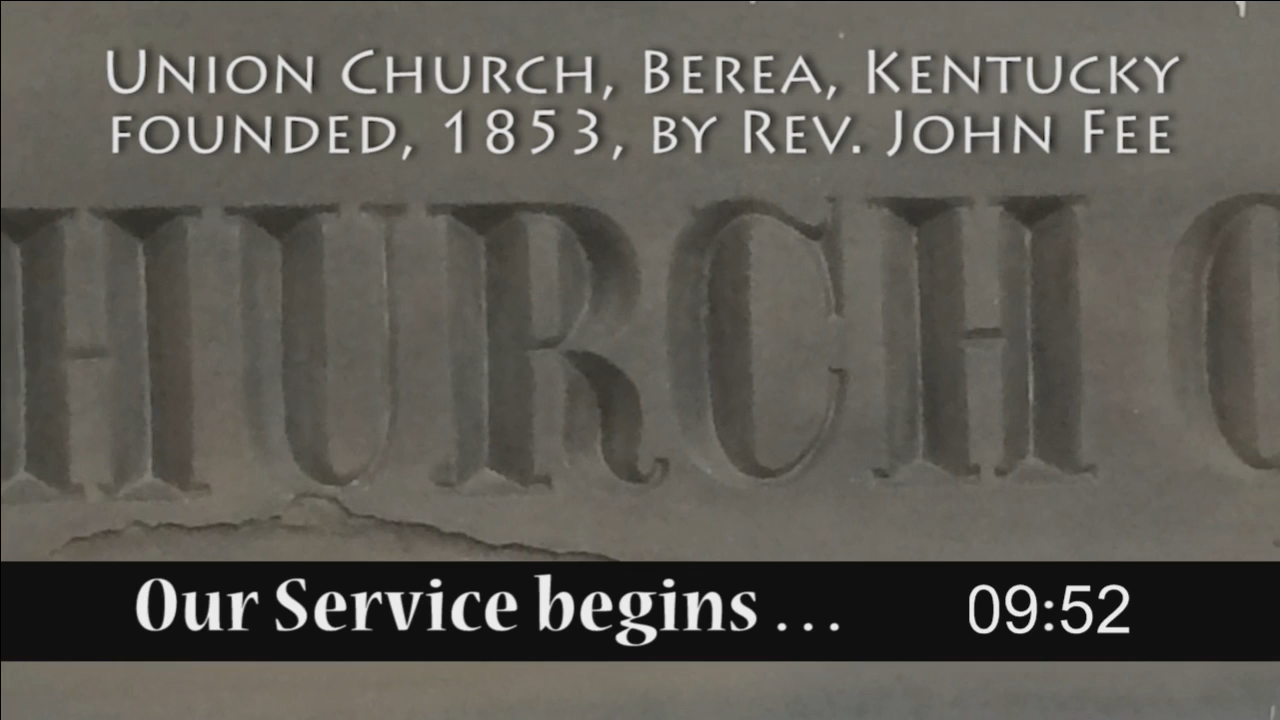 UNION CHURCH, BEREA, KENTUCKY
FOUNDED, 1853, BY REV. JOHN FEE
HURCH
Our Service begins ... 09:52